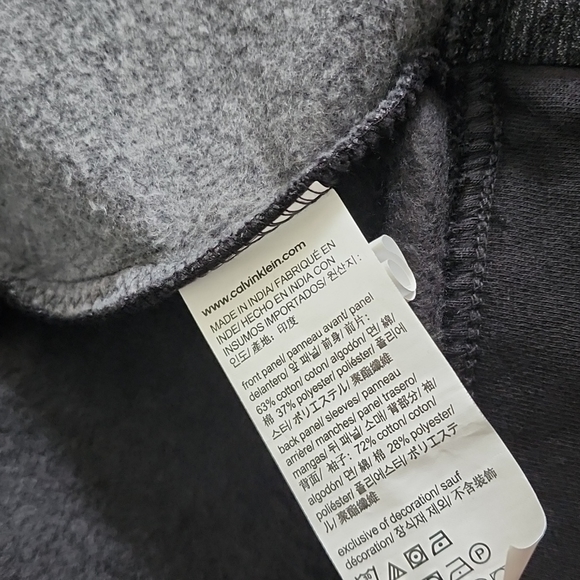 www.calvinklein.com
MADE IN INDIA/ FABRIQUÉ EN
INDE/ HECHO EN INDIA CON
INSUMOS IMPORTADOS/ 원산지:
인도/ 產地: 印度
front panel/ panneau avant/ panel
delantero/ 앞 패널/ 前身/ 前片:
63% cotton/ coton/ algodón/ 면/ 綿/
棉 37% polyester/ poliéster/ 폴리에
스터/ ポリエステル/ 聚酯纖維
back panel/ sleeves/ panneau
arrière/ manches/ panel trasero/
mangas/ 뒤 패널/ 소매/ 背部分/ 袖/
背面/ 袖子: 72% cotton/ coton/
algodón/ 면/ 綿/ 棉 28% polyester/
poliéster/ 폴리에스터/ ポリエステ
ル/ 聚酯纖維
exclusive of decoration/ sauf
décoration/ 장식재 제외/ 不含裝飾